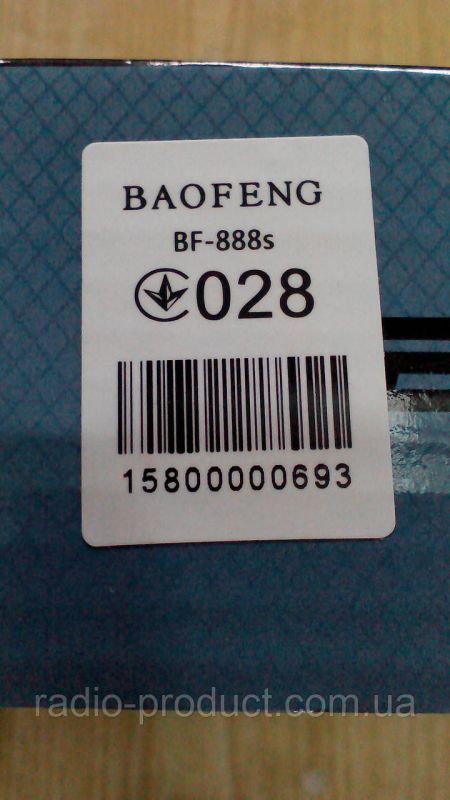 BAOFENG
BF-888s
028
15800000693
radio-product.com.ua